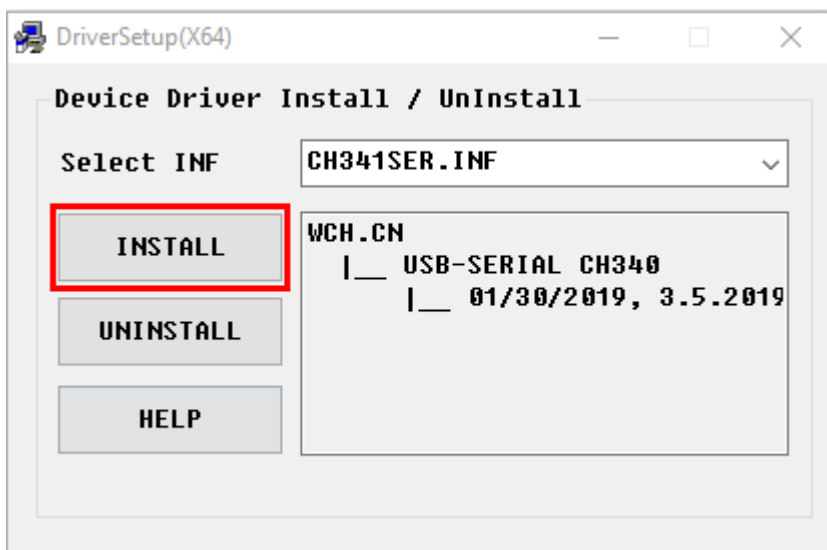 DriverSetup(X64)
Device Driver Install / UnInstall
Select INF
CH341SER.INF
INSTALL
WCH.CN
|__ USB-SERIAL CH340
|__ 01/30/2019, 3.5.2019
UNINSTALL
HELP